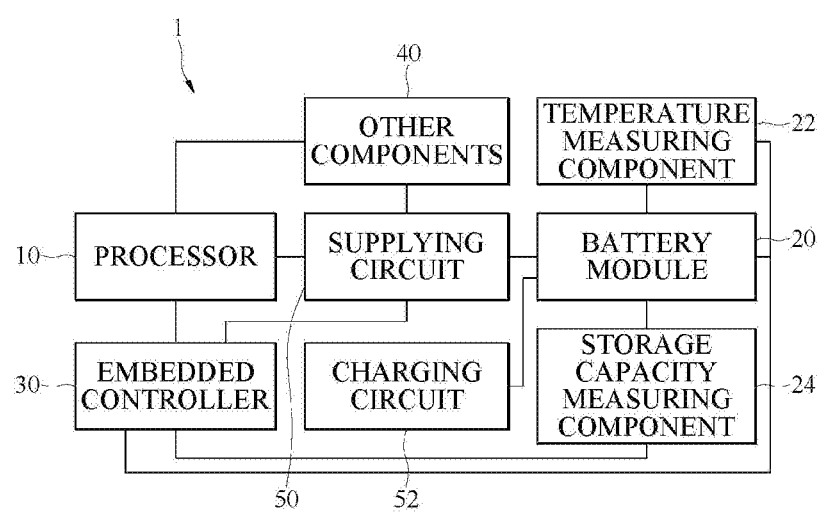 1
40
OTHER
COMPONENTS
TEMPERATURE
MEASURING
COMPONENT
22
10
PROCESSOR
SUPPLYING
CIRCUIT
BATTERY
MODULE
20
30
EMBEDDED
CONTROLLER
CHARGING
CIRCUIT
STORAGE
CAPACITY
MEASURING
COMPONENT
24
50
52